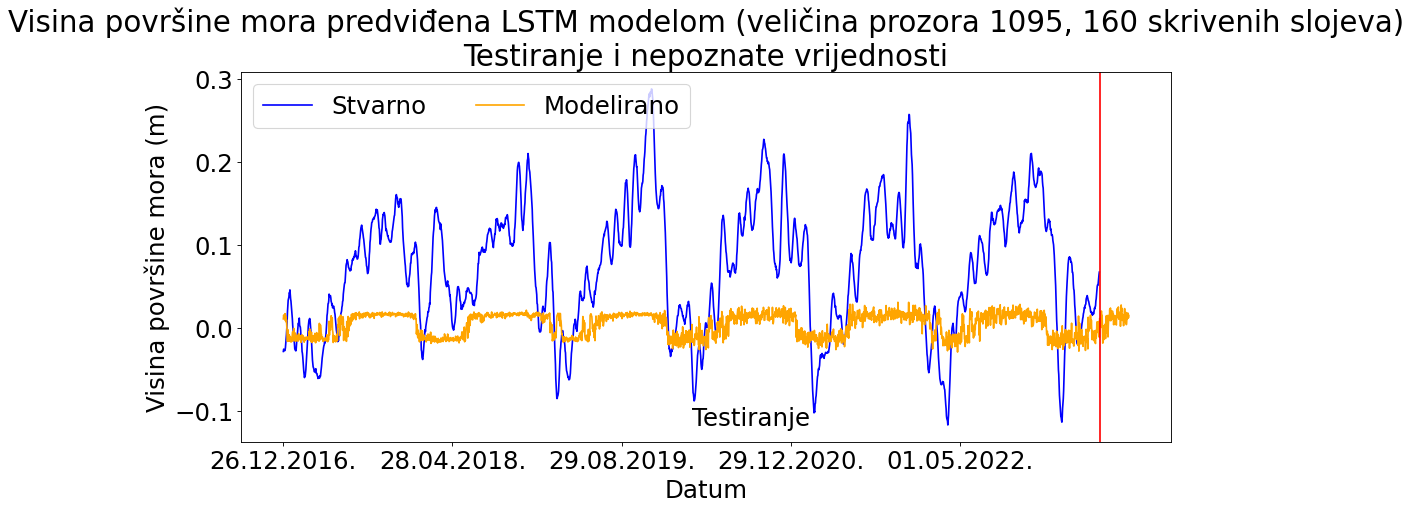 Visina površine mora predviđena LSTM modelom (veličina prozora 1095, 160 skrivenih slojeva)
Testiranje i nepoznate vrijednosti
Stvarno
Modelirano
Visina površine mora (m)
0.3
0.2
0.1
0.0
−0.1
Testiranje
26.12.2016.
28.04.2018.
29.08.2019.
29.12.2020.
01.05.2022.
Datum